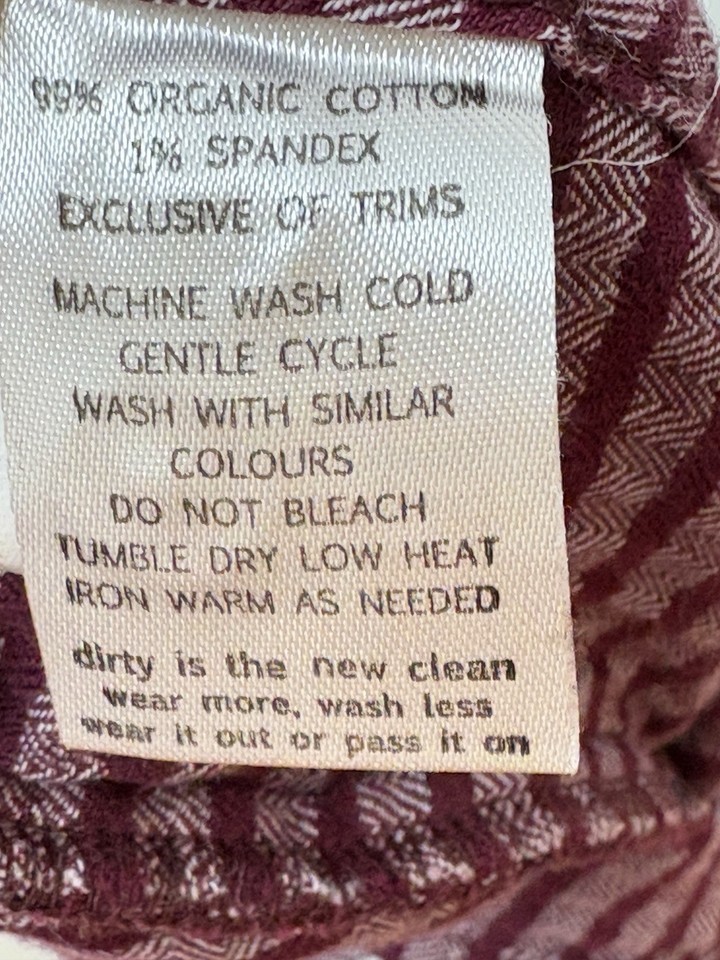 99% ORGANIC COTTON
1% SPANDEX
EXCLUSIVE OF TRIMS
MACHINE WASH COLD
GENTLE CYCLE
WASH WITH SIMILAR
COLOURS
DO NOT BLEACH
TUMBLE DRY LOW HEAT
IRON WARM AS NEEDED
dirty is the new clean
wear more, wash less
wear it out or pass it on